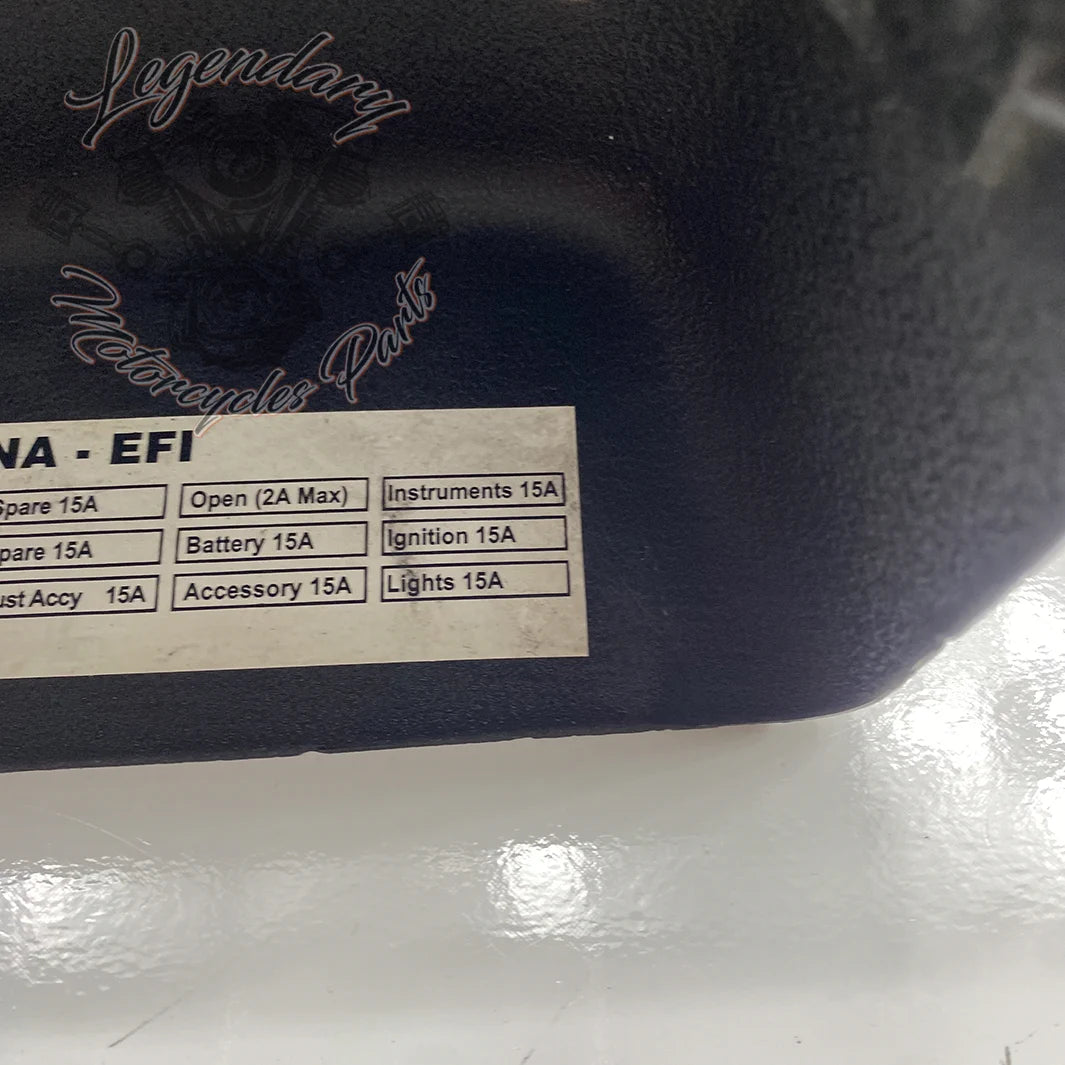 Legendary
Motorcycles Parts
NA - EFI
Spare 15A Open (2A Max) Instruments 15A
pare 15A Battery 15A Ignition 15A
ust Accy 15A Accessory 15A Lights 15A